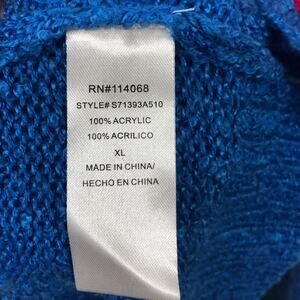 RN#114068
STYLE# S71393A510
100% ACRYLIC
100% ACRILICO
XL
MADE IN CHINA/
HECHO EN CHINA